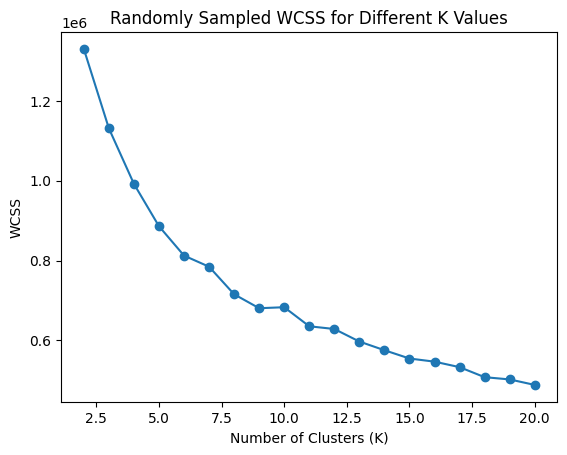 Randomly Sampled WCSS for Different K Values
1e6
1.2
1.0
0.8
0.6
WCSS
2.5 5.0 7.5 10.0 12.5 15.0 17.5 20.0
Number of Clusters (K)